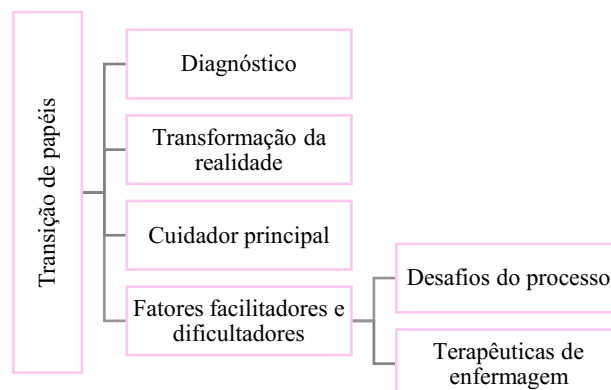 Transição de papéis
Diagnóstico
Transformação da
realidade
Cuidador principal
Fatores facilitadores e
dificultadores
Desafios do processo
Terapêuticas de
enfermagem